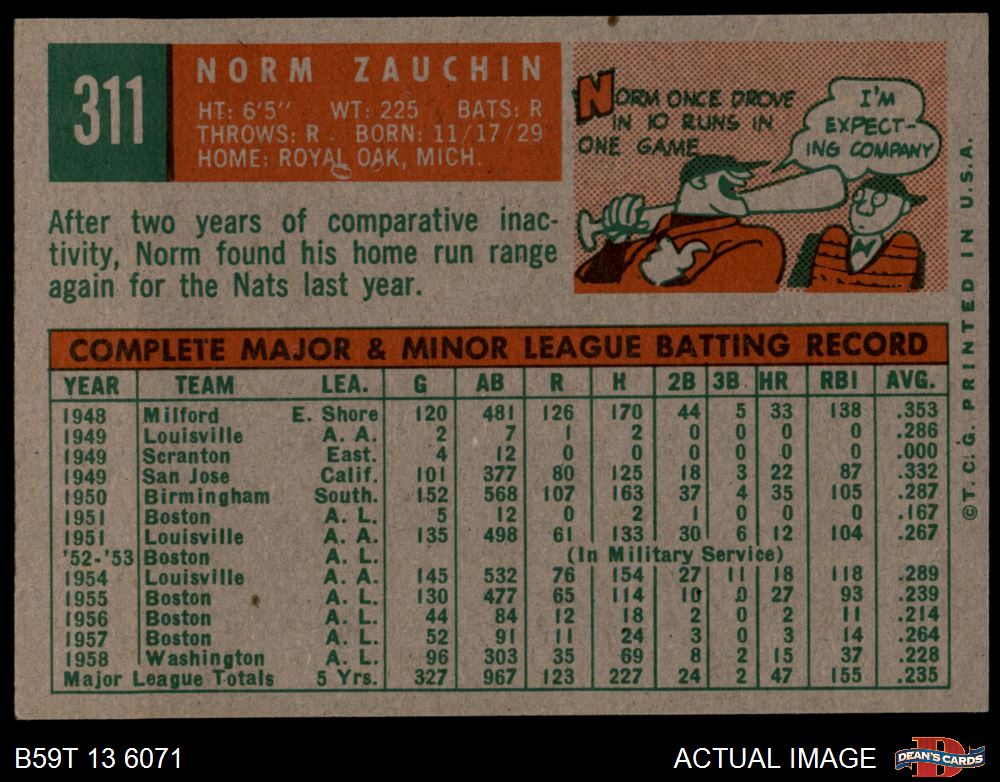 311
NORM ZAUCHIN
HT: 6'5" WT: 225 BATS: R
THROWS: R BORN: 11/17/29
HOME: ROYAL OAK, MICH.
After two years of comparative inac-
tivity, Norm found his home run range
again for the Nats last year.
NORM ONCE DROVE
IN 10 RUNS IN
ONE GAME
I'M
EXPECT-
ING COMPANY
COMPLETE MAJOR & MINOR LEAGUE BATTING RECORD
YEAR TEAM LEA. G AB R H 2B 3B HR RBI AVG.
1948 Milford E. Shore 120 481 126 170 44 5 33 138 .353
1949 Louisville A. A. 2 7 1 2 0 0 0 0 .286
1949 Scranton East. 4 12 0 0 0 0 0 0 .000
1949 San Jose Calif. 101 377 80 125 18 3 22 87 .332
1950 Birmingham South. 152 568 107 163 37 4 35 105 .287
1951 Boston A. L. 5 12 0 2 1 0 0 0 .167
1951 Louisville A. A. 135 498 61 133 30 6 12 104 .267
'52-'53 Boston A. L. (In Military Service)
1954 Louisville A. A. 145 532 76 154 27 11 18 118 .289
1955 Boston A. L. 130 477 65 114 10 0 27 93 .239
1956 Boston A. L. 44 84 12 18 2 0 2 11 .214
1957 Boston A. L. 52 91 11 24 3 0 3 14 .264
1958 Washington A. L. 96 303 35 69 8 2 15 37 .228
Major League Totals 5 Yrs. 327 967 123 227 24 2 47 155 .235
© T. C. G. PRINTED IN U.S.A.
B59T 13 6071
ACTUAL IMAGE
D
DEAN'S CARDS